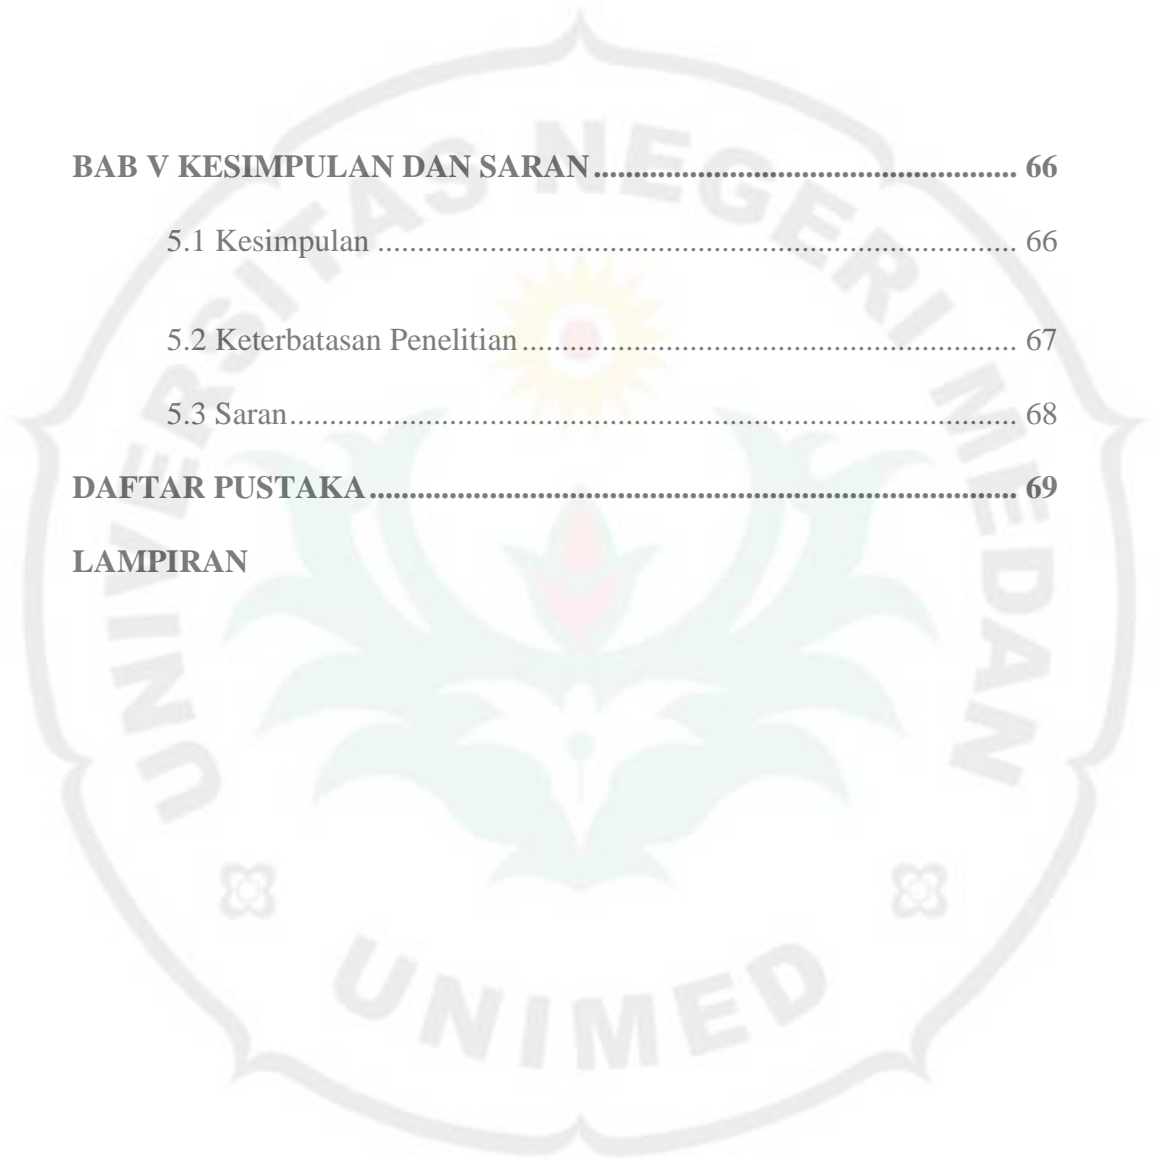 BAB V KESIMPULAN DAN SARAN..................................................... 66
5.1 Kesimpulan ................................................................................... 66
5.2 Keterbatasan Penelitian ............................................................. 67
5.3 Saran.............................................................................................. 68
DAFTAR PUSTAKA................................................................................. 69
LAMPIRAN
UNIVERSITAS NEGERI MEDAN
UNIMED